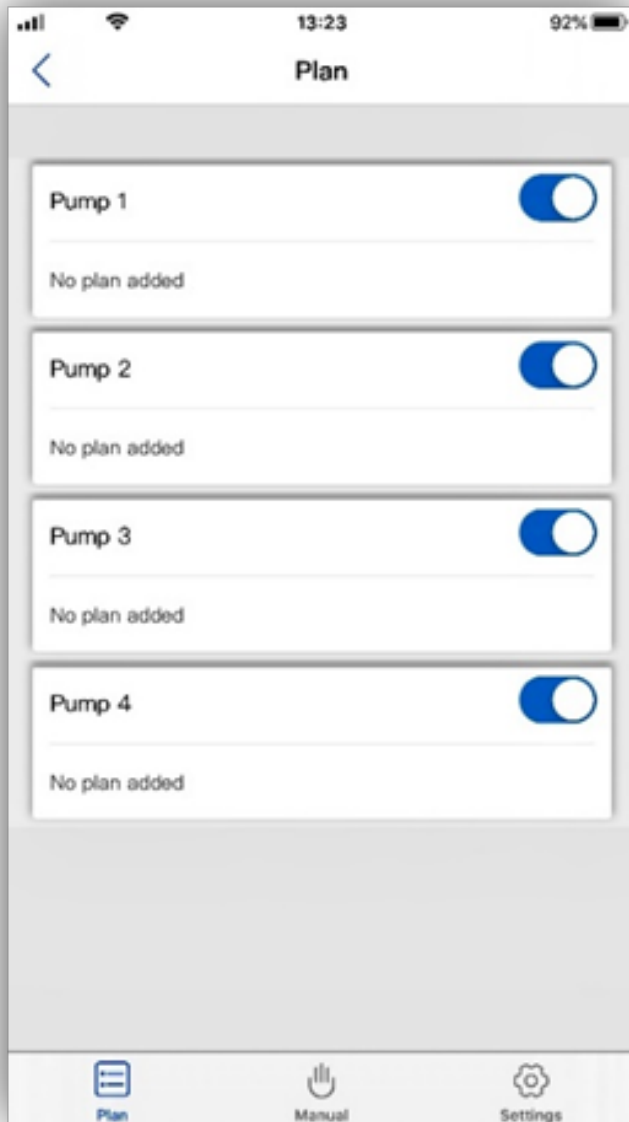 13:23
92%
Plan
Pump 1
No plan added
Pump 2
No plan added
Pump 3
No plan added
Pump 4
No plan added
Plan
Manual
Settings